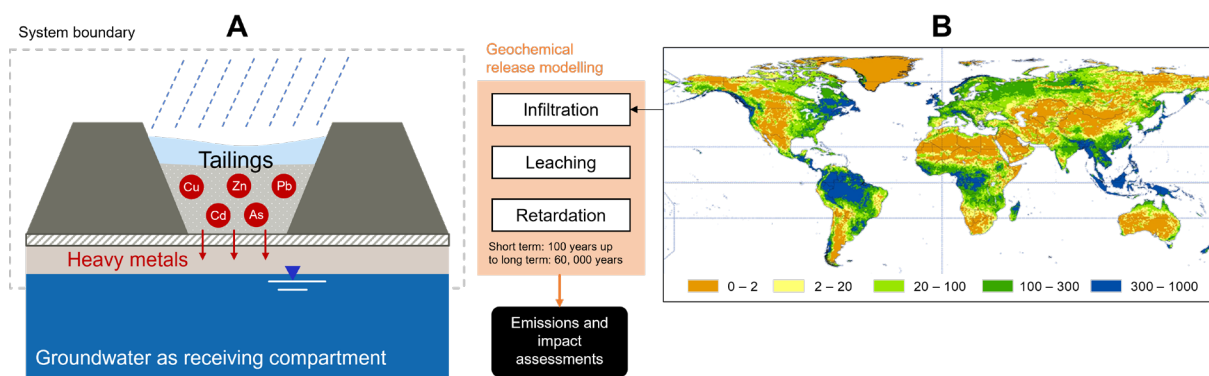 System boundary
A
Tailings
Cu
Zn
Pb
Cd
As
Heavy metals
Groundwater as receiving compartment
Geochemical
release modelling
Infiltration
Leaching
Retardation
Short term: 100 years up
to long term: 60, 000 years
Emissions and
impact
assessments
B
0 – 2
2 – 20
20 – 100
100 – 300
300 – 1000